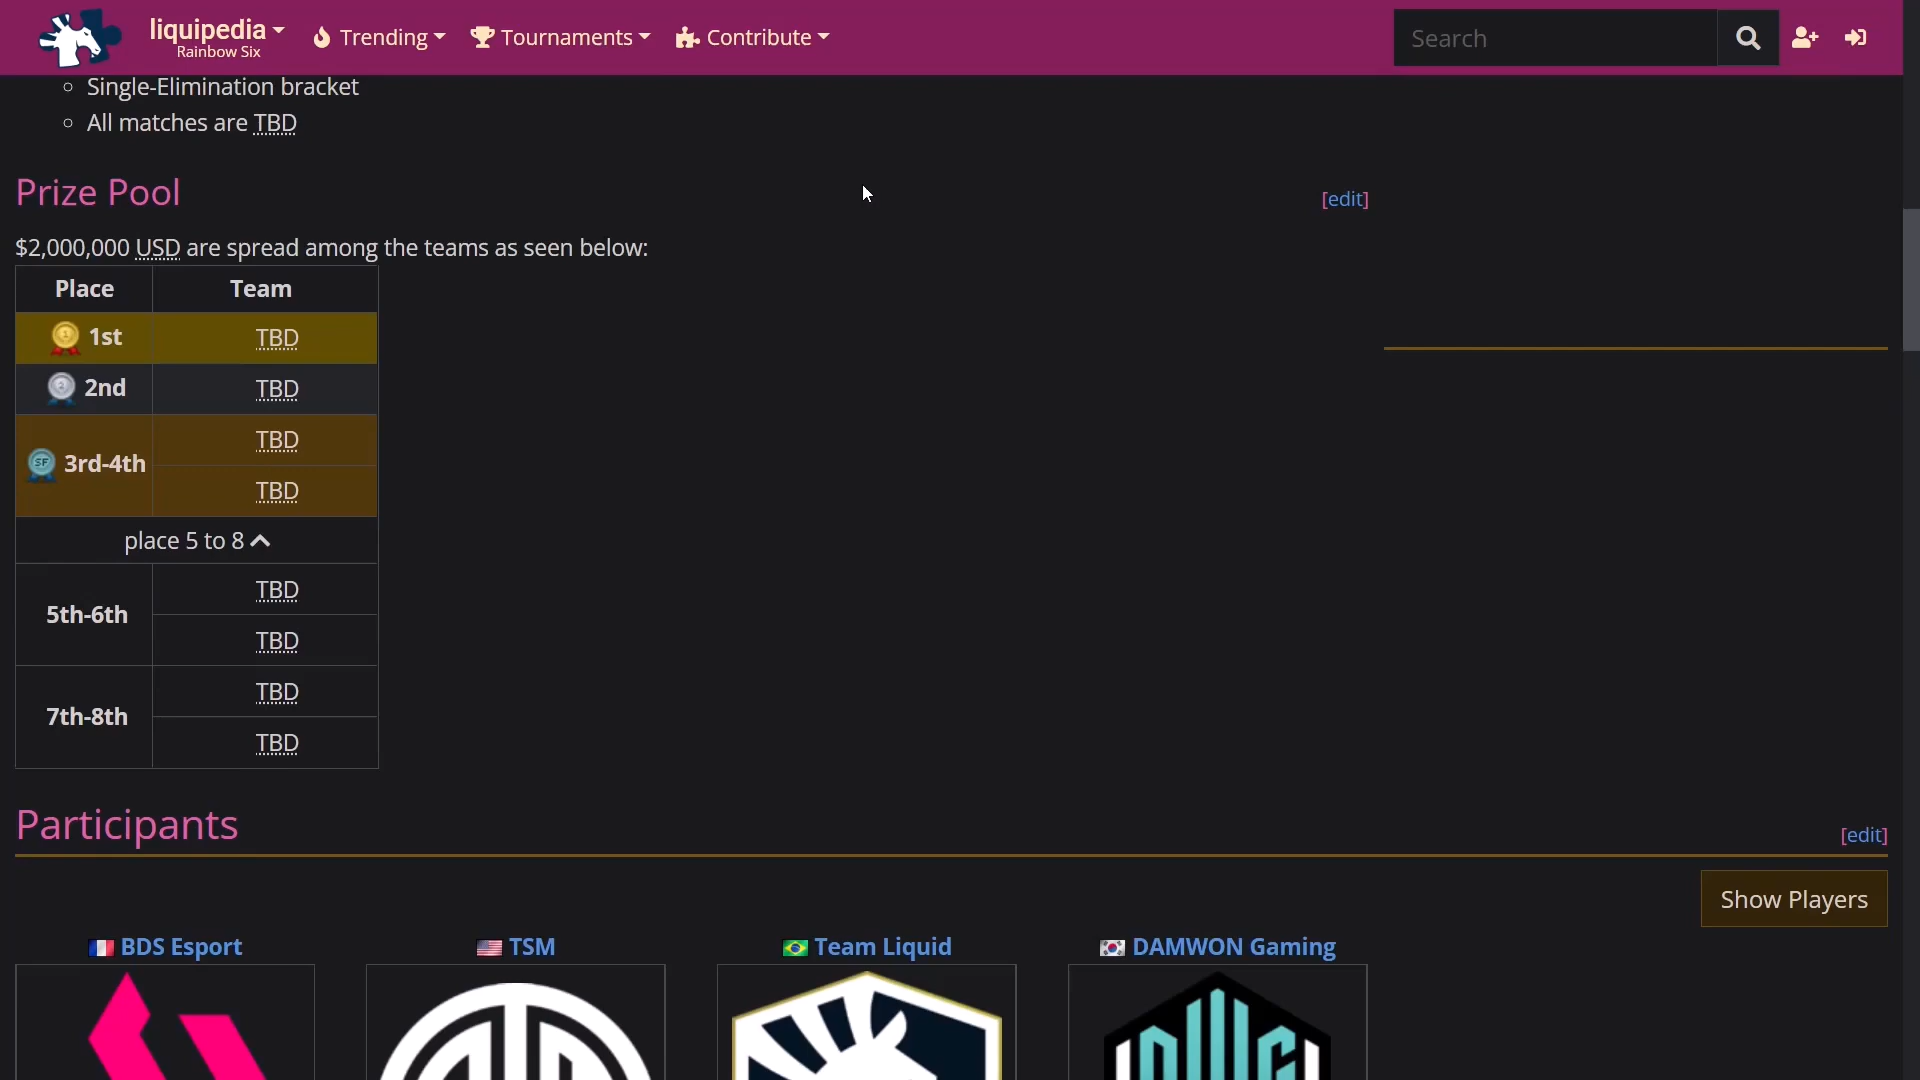 liquipedia
Rainbow Six
Trending
Tournaments
Contribute
Search
Single-Elimination bracket
All matches are TBD
Prize Pool
[edit]
$2,000,000 USD are spread among the teams as seen below:
Place Team
1st TBD
2nd TBD
3rd-4th TBD
TBD
place 5 to 8
5th-6th TBD
TBD
7th-8th TBD
TBD
Participants
[edit]
Show Players
BDS Esport
TSM
Team Liquid
DAMWON Gaming